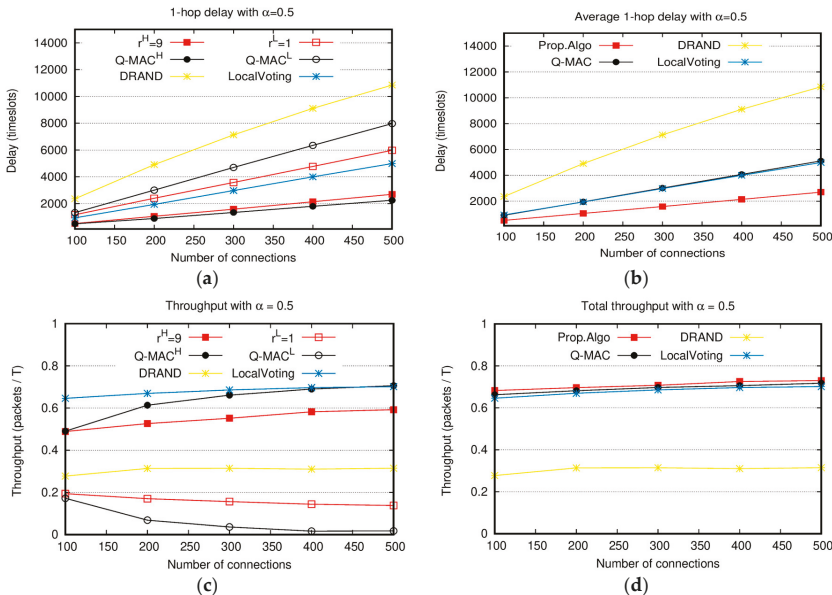 1-hop delay with α=0.5
r^H=9
r^L=1
Q-MAC^H
Q-MAC^L
DRAND
LocalVoting
14000
12000
10000
8000
6000
4000
2000
Delay (timeslots)
100 150 200 250 300 350 400 450 500
Number of connections
(a)
Average 1-hop delay with α=0.5
Prop.Algo
DRAND
Q-MAC
LocalVoting
14000
12000
10000
8000
6000
4000
2000
Delay (timeslots)
100 150 200 250 300 350 400 450 500
Number of connections
(b)
Throughput with α = 0.5
r^H=9
r^L=1
Q-MAC^H
Q-MAC^L
DRAND
LocalVoting
1
0.8
0.6
0.4
0.2
0
Throughput (packets / T)
100 150 200 250 300 350 400 450 500
Number of connections
(c)
Total throughput with α = 0.5
Prop.Algo
DRAND
Q-MAC
LocalVoting
1
0.8
0.6
0.4
0.2
0
Throughput (packets / T)
100 150 200 250 300 350 400 450 500
Number of connections
(d)